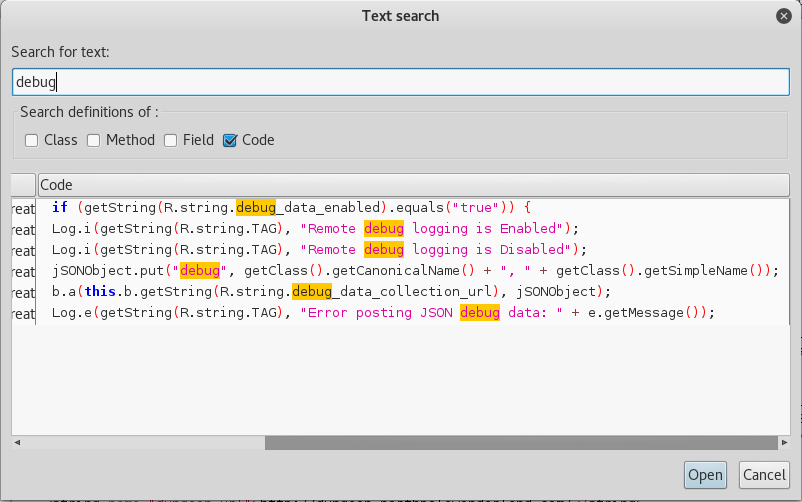 Text search
Search for text:
debug
Search definitions of :
Class Method Field Code
Code
reat if (getString(R.string.debug_data_enabled).equals("true")) {
reat Log.i(getString(R.string.TAG), "Remote debug logging is Enabled");
reat Log.i(getString(R.string.TAG), "Remote debug logging is Disabled");
reat jSONObject.put("debug", getClass().getCanonicalName() + ", " + getClass().getSimpleName());
reat b.a(this.b.getString(R.string.debug_data_collection_url), jSONObject);
reat Log.e(getString(R.string.TAG), "Error posting JSON debug data: " + e.getMessage());
Open Cancel